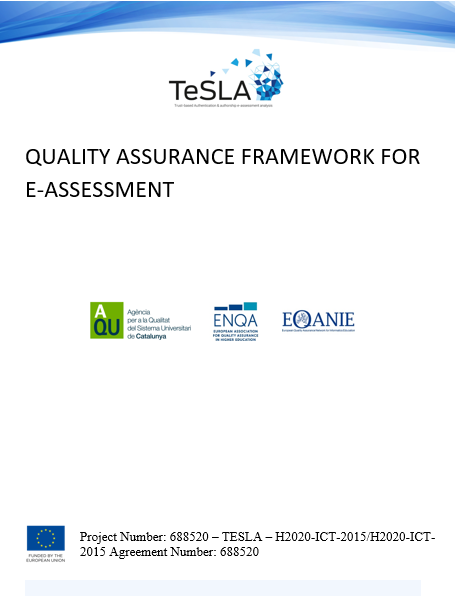 TeSLA
Trust-based authentication & authorship e-assessment analysis
QUALITY ASSURANCE FRAMEWORK FOR
E-ASSESSMENT
AQU
Agència
per a la Qualitat
del Sistema Universitari
de Catalunya
ENQA
EUROPEAN ASSOCIATION
FOR QUALITY ASSURANCE
IN HIGHER EDUCATION
EQANIE
European Quality Assurance Network for Informatics Education
FUNDED BY THE
EUROPEAN UNION
Project Number: 688520 – TESLA – H2020-ICT-2015/H2020-ICT-
2015 Agreement Number: 688520